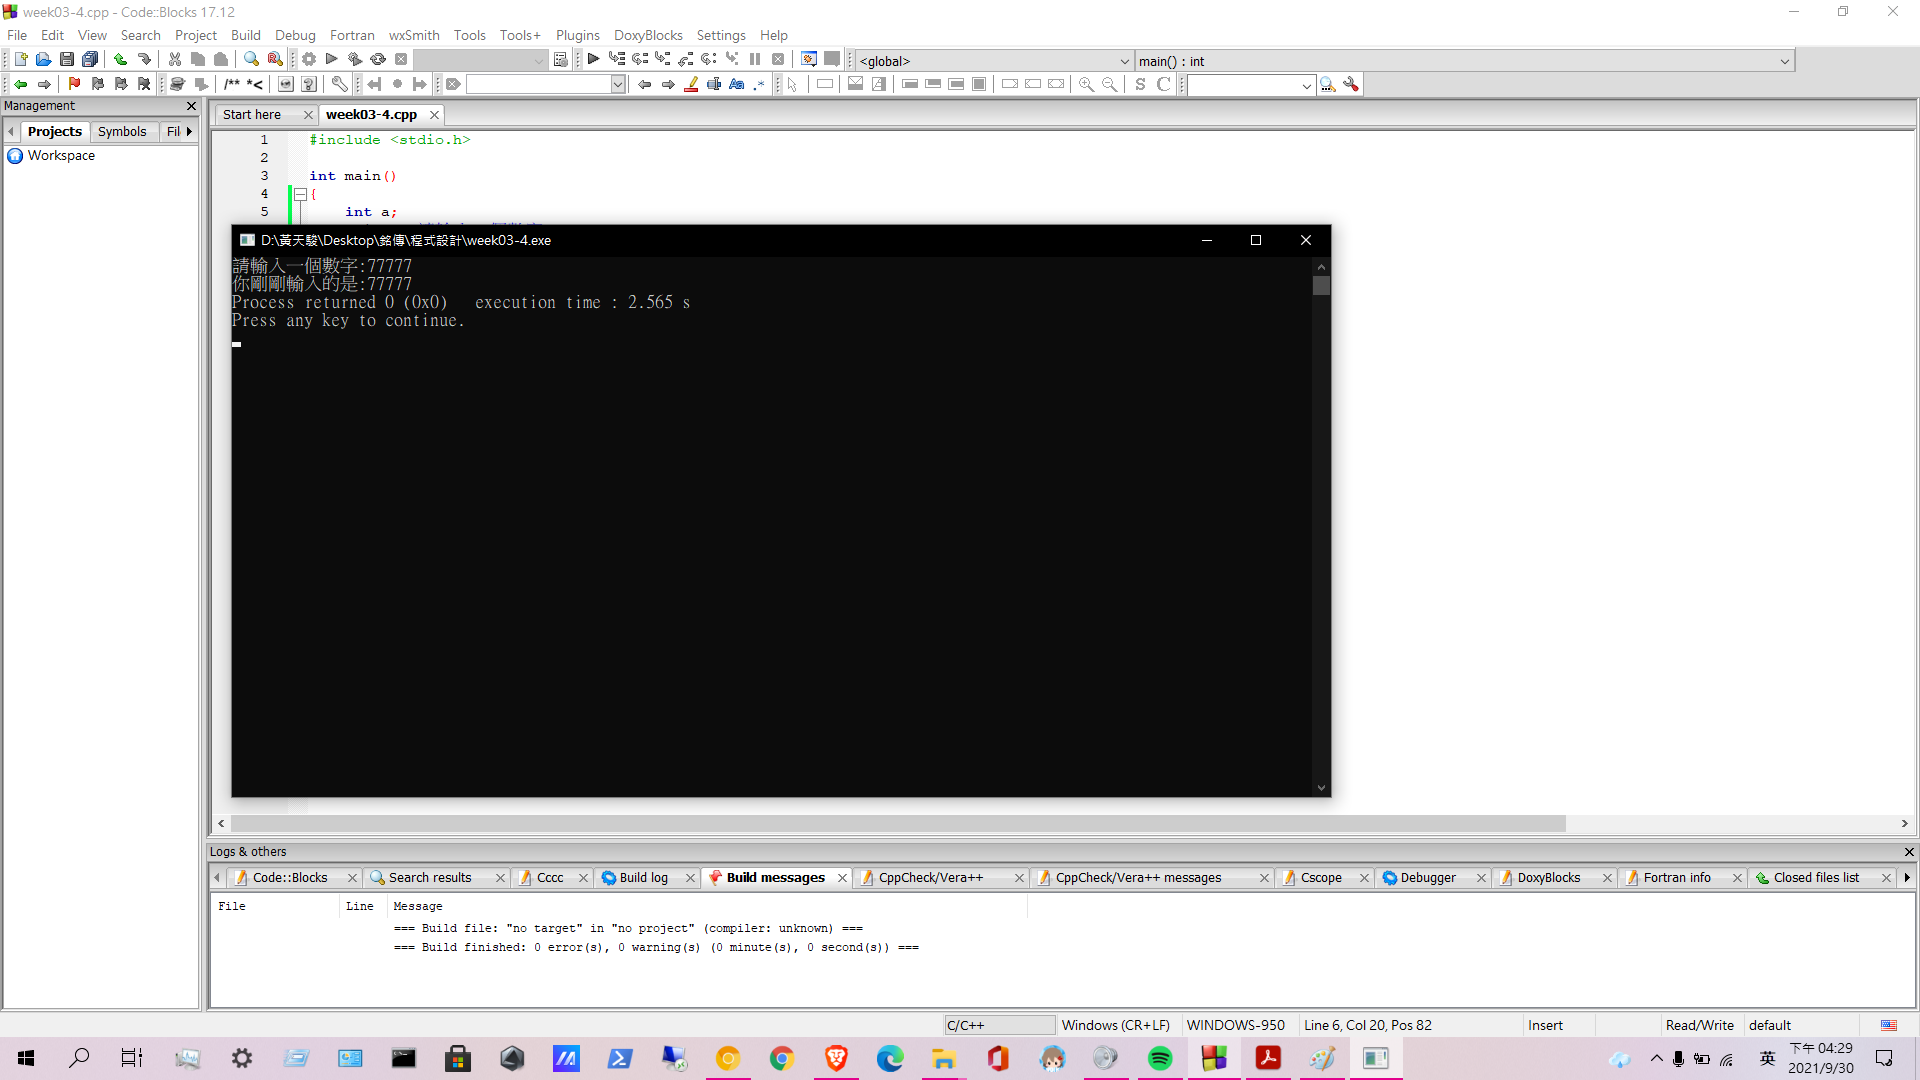 week03-4.cpp - Code::Blocks 17.12
File Edit View Search Project Build Debug Fortran wxSmith Tools Tools+ Plugins DoxyBlocks Settings Help
<global> main() : int
/** *<
S C
Management
Start here week03-4.cpp
Projects Symbols Fil
Workspace
1 #include <stdio.h>
2
3 int main()
4 {
5 int a;
D:\黃天駿\Desktop\銘傳\程式設計\week03-4.exe
請輸入一個數字:77777
你剛剛輸入的是:77777
Process returned 0 (0x0) execution time : 2.565 s
Press any key to continue.
Logs & others
Code::Blocks Search results Cccc Build log Build messages CppCheck/Vera++ CppCheck/Vera++ messages Cscope Debugger DoxyBlocks Fortran info Closed files list
File Line Message
=== Build file: "no target" in "no project" (compiler: unknown) ===
=== Build finished: 0 error(s), 0 warning(s) (0 minute(s), 0 second(s)) ===
C/C++ Windows (CR+LF) WINDOWS-950 Line 6, Col 20, Pos 82 Insert Read/Write default
英 下午 04:29
2021/9/30